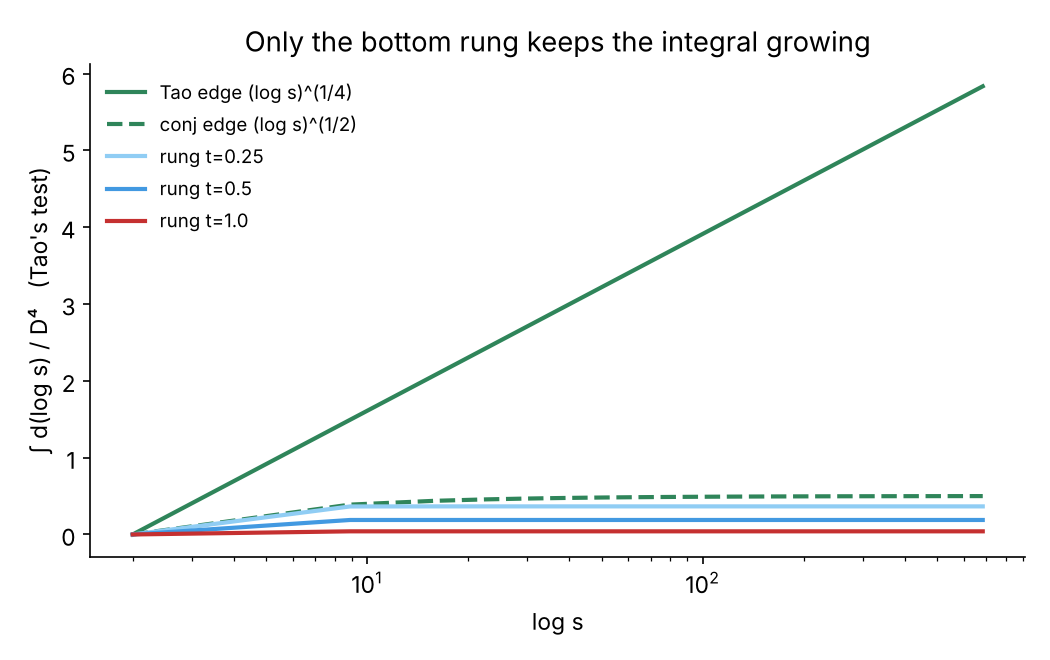 Only the bottom rung keeps the integral growing
Tao edge (log s)^(1/4)
conj edge (log s)^(1/2)
rung t=0.25
rung t=0.5
rung t=1.0
∫ d(log s) / D⁴   (Tao's test)
6
5
4
3
2
1
0
10¹
10²
log s